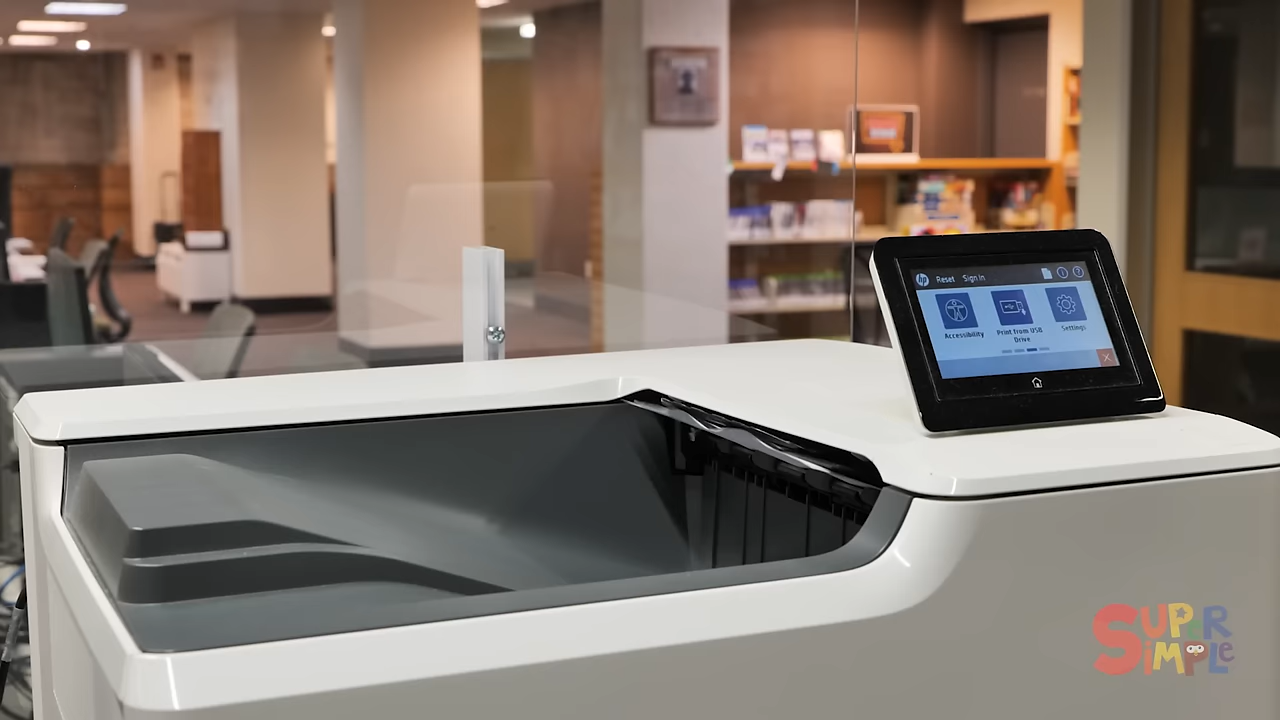 hp Reset Sign in
Accessibility
Print from USB
Drive
Settings
SUPER
SIMPLE